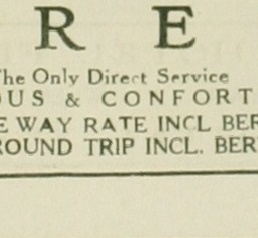 R E
The Only Direct Service
OUS & CONFORT
E WAY RATE INCL BER
ROUND TRIP INCL. BER